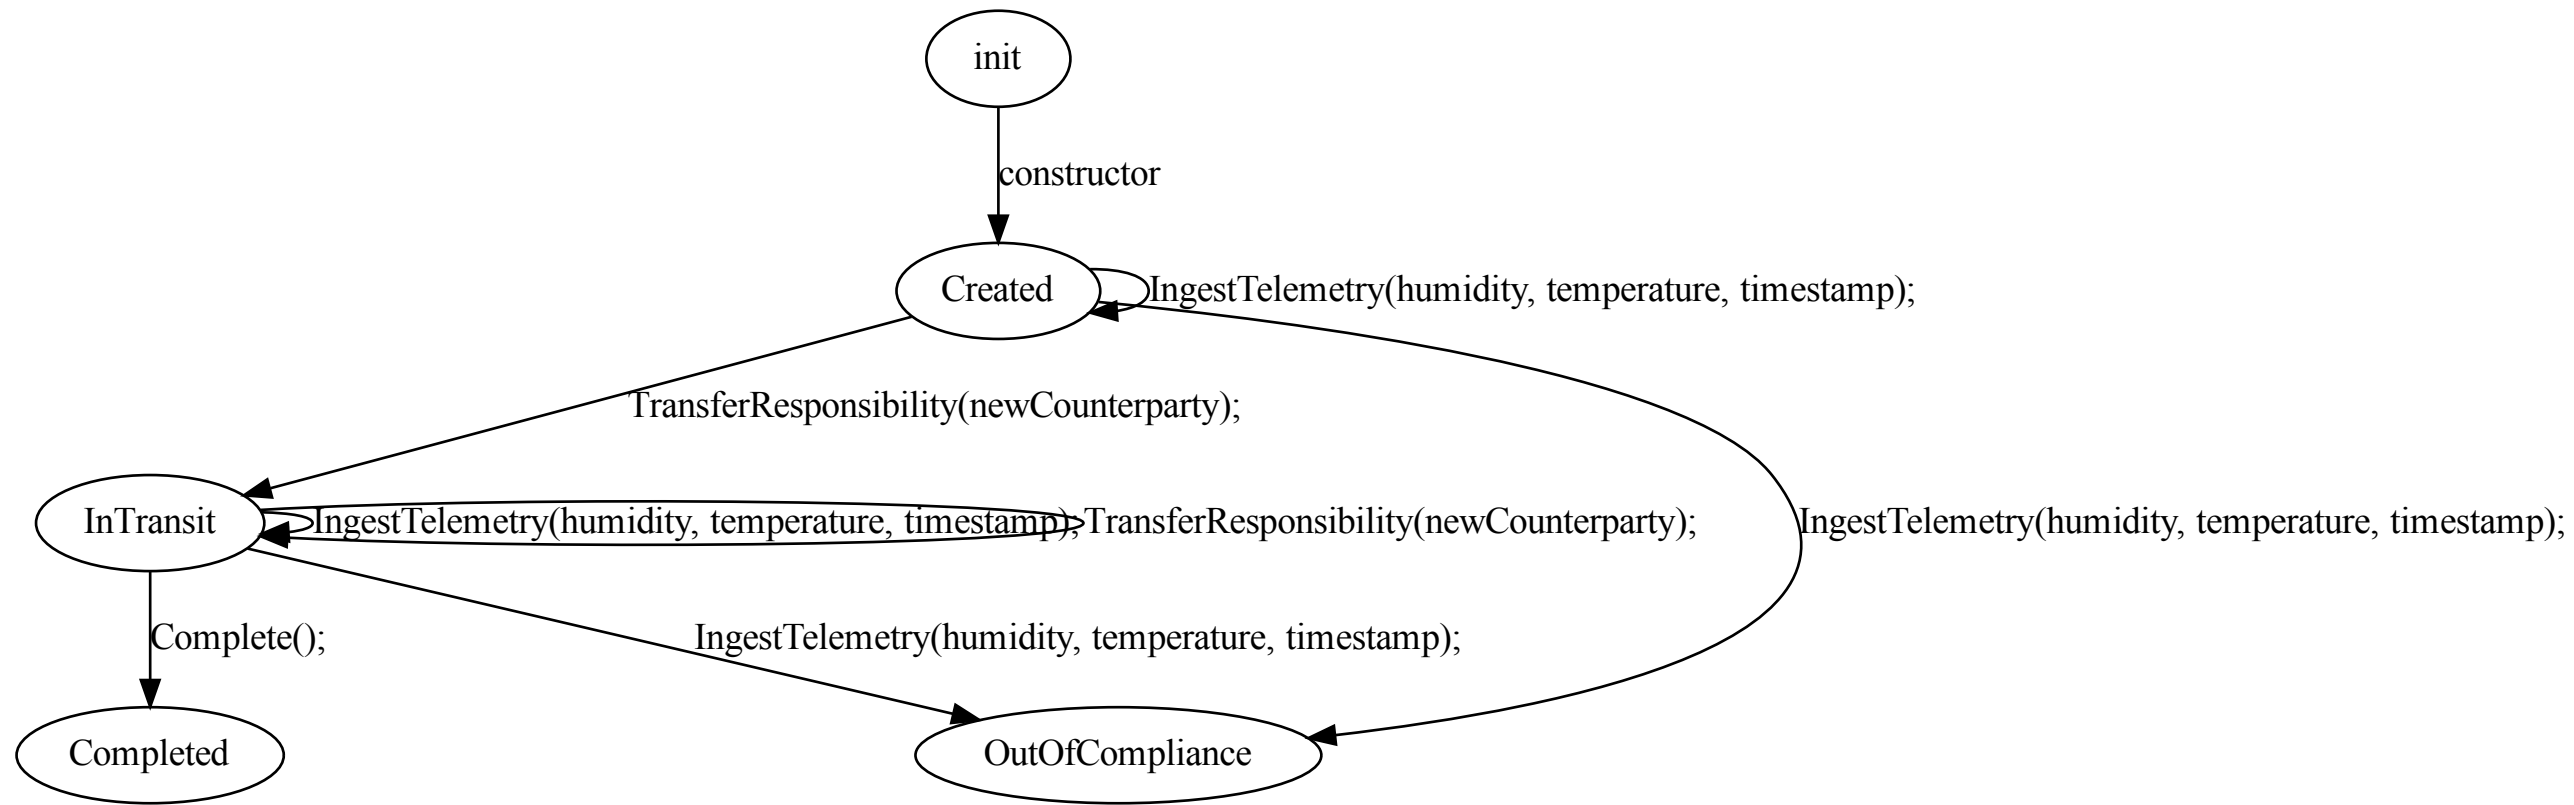 init
constructor
Created
IngestTelemetry(humidity, temperature, timestamp);
TransferResponsibility(newCounterparty);
InTransit
IngestTelemetry(humidity, temperature, timestamp);
TransferResponsibility(newCounterparty);
IngestTelemetry(humidity, temperature, timestamp);
Complete();
IngestTelemetry(humidity, temperature, timestamp);
Completed
OutOfCompliance